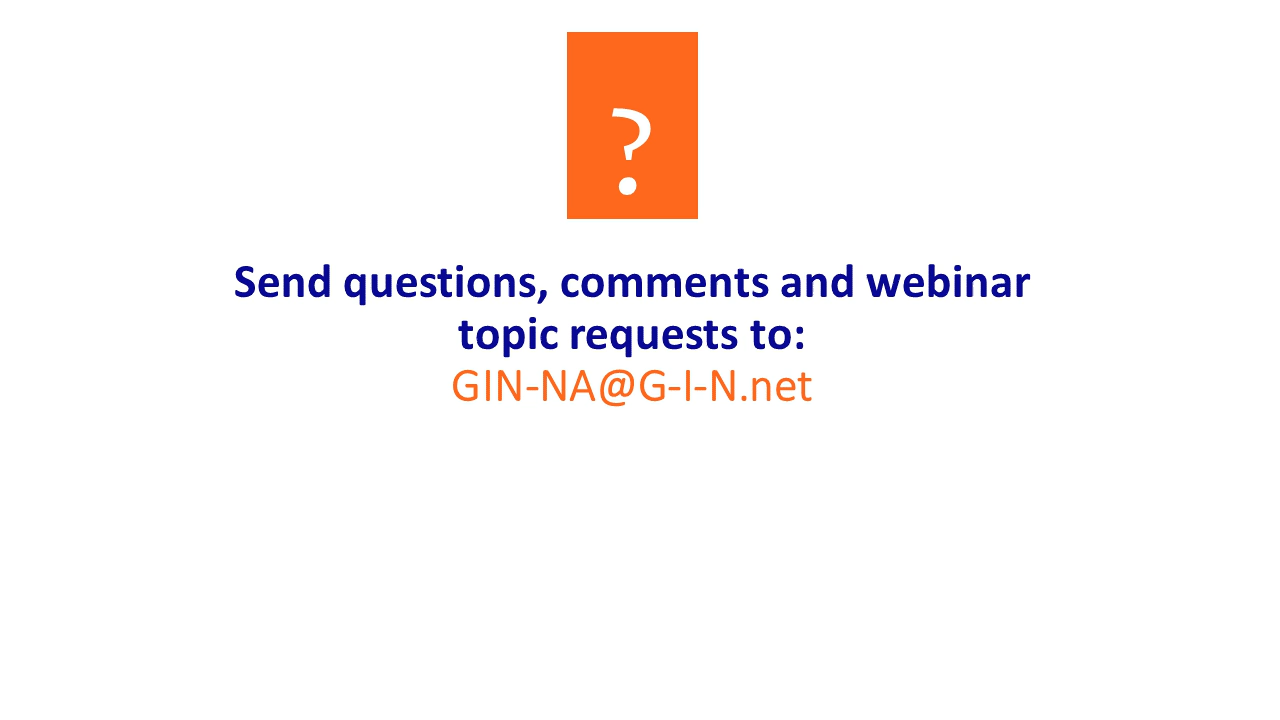 ?
Send questions, comments and webinar
topic requests to:
GIN-NA@G-I-N.net